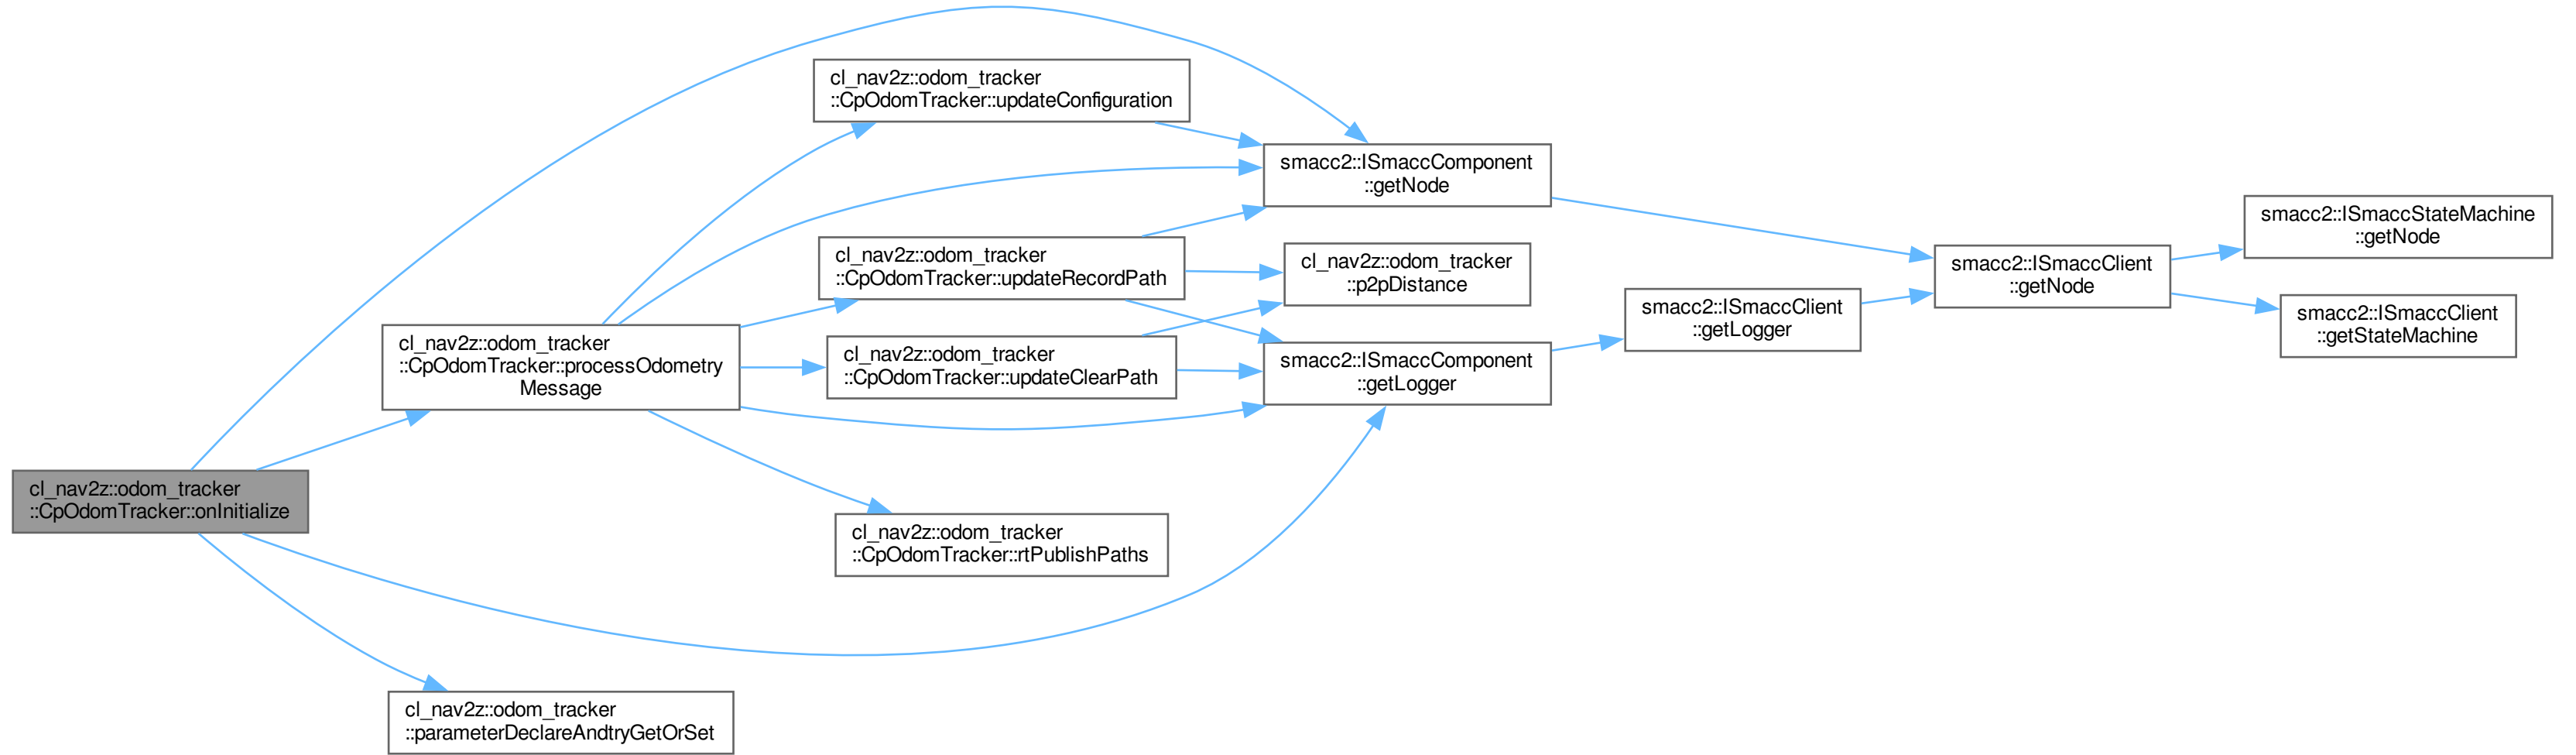 cl_nav2z::odom_tracker
::CpOdomTracker::onInitialize
cl_nav2z::odom_tracker
::CpOdomTracker::processOdometry
Message
cl_nav2z::odom_tracker
::parameterDeclareAndtryGetOrSet
cl_nav2z::odom_tracker
::CpOdomTracker::updateConfiguration
cl_nav2z::odom_tracker
::CpOdomTracker::updateRecordPath
cl_nav2z::odom_tracker
::CpOdomTracker::updateClearPath
cl_nav2z::odom_tracker
::CpOdomTracker::rtPublishPaths
smacc2::ISmaccComponent
::getNode
cl_nav2z::odom_tracker
::p2pDistance
smacc2::ISmaccComponent
::getLogger
smacc2::ISmaccClient
::getLogger
smacc2::ISmaccClient
::getNode
smacc2::ISmaccStateMachine
::getNode
smacc2::ISmaccClient
::getStateMachine